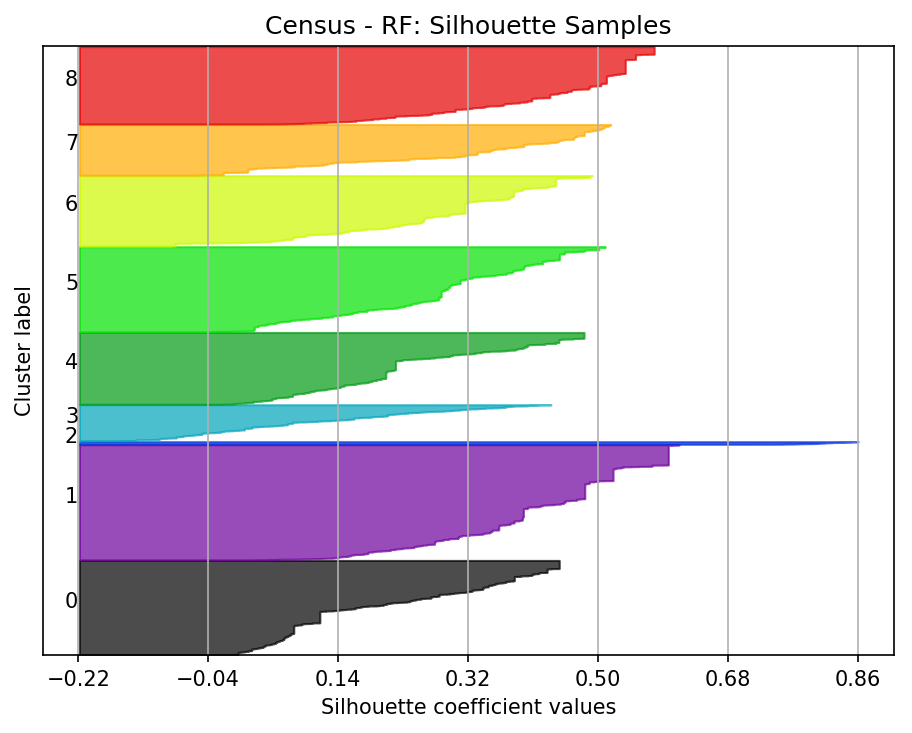 Census - RF: Silhouette Samples
Cluster label
8
7
6
5
4
3
2
1
0
−0.22 −0.04 0.14 0.32 0.50 0.68 0.86
Silhouette coefficient values